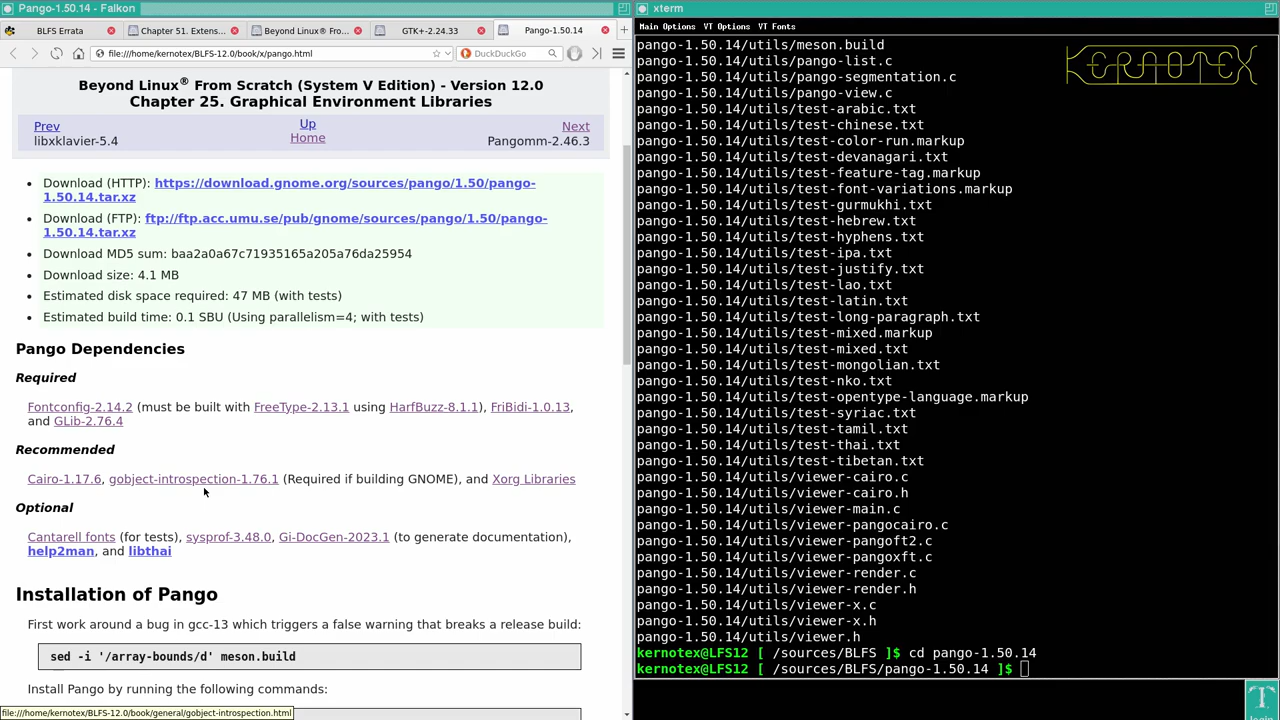 Pango-1.50.14 - Falkon
BLFS Errata
Chapter 51. Extens...
Beyond Linux® Fro...
GTK+-2.24.33
Pango-1.50.14
file:///home/kernotex/BLFS-12.0/book/x/pango.html
DuckDuckGo
Beyond Linux® From Scratch (System V Edition) - Version 12.0
Chapter 25. Graphical Environment Libraries
Prev
Up
Next
libxklavier-5.4
Home
Pangomm-2.46.3
Download (HTTP): https://download.gnome.org/sources/pango/1.50/pango-
1.50.14.tar.xz
Download (FTP): ftp://ftp.acc.umu.se/pub/gnome/sources/pango/1.50/pango-
1.50.14.tar.xz
Download MD5 sum: baa2a0a67c71935165a205a76da25954
Download size: 4.1 MB
Estimated disk space required: 47 MB (with tests)
Estimated build time: 0.1 SBU (Using parallelism=4; with tests)
Pango Dependencies
Required
Fontconfig-2.14.2 (must be built with FreeType-2.13.1 using HarfBuzz-8.1.1), FriBidi-1.0.13,
and GLib-2.76.4
Recommended
Cairo-1.17.6, gobject-introspection-1.76.1 (Required if building GNOME), and Xorg Libraries
Optional
Cantarell fonts (for tests), sysprof-3.48.0, Gi-DocGen-2023.1 (to generate documentation),
help2man, and libthai
Installation of Pango
First work around a bug in gcc-13 which triggers a false warning that breaks a release build:
sed -i '/array-bounds/d' meson.build
Install Pango by running the following commands:
file:///home/kernotex/BLFS-12.0/book/general/gobject-introspection.html
xterm
Main Options VT Options VT Fonts
KERNOTEX
pango-1.50.14/utils/meson.build
pango-1.50.14/utils/pango-list.c
pango-1.50.14/utils/pango-segmentation.c
pango-1.50.14/utils/pango-view.c
pango-1.50.14/utils/test-arabic.txt
pango-1.50.14/utils/test-chinese.txt
pango-1.50.14/utils/test-color-run.markup
pango-1.50.14/utils/test-devanagari.txt
pango-1.50.14/utils/test-feature-tag.markup
pango-1.50.14/utils/test-font-variations.markup
pango-1.50.14/utils/test-gurmukhi.txt
pango-1.50.14/utils/test-hebrew.txt
pango-1.50.14/utils/test-hyphens.txt
pango-1.50.14/utils/test-ipa.txt
pango-1.50.14/utils/test-justify.txt
pango-1.50.14/utils/test-lao.txt
pango-1.50.14/utils/test-latin.txt
pango-1.50.14/utils/test-long-paragraph.txt
pango-1.50.14/utils/test-mixed.markup
pango-1.50.14/utils/test-mixed.txt
pango-1.50.14/utils/test-mongolian.txt
pango-1.50.14/utils/test-nko.txt
pango-1.50.14/utils/test-opentype-language.markup
pango-1.50.14/utils/test-syriac.txt
pango-1.50.14/utils/test-tamil.txt
pango-1.50.14/utils/test-thai.txt
pango-1.50.14/utils/test-tibetan.txt
pango-1.50.14/utils/viewer-cairo.c
pango-1.50.14/utils/viewer-cairo.h
pango-1.50.14/utils/viewer-main.c
pango-1.50.14/utils/viewer-pangocairo.c
pango-1.50.14/utils/viewer-pangoft2.c
pango-1.50.14/utils/viewer-pangoxft.c
pango-1.50.14/utils/viewer-render.c
pango-1.50.14/utils/viewer-render.h
pango-1.50.14/utils/viewer-x.c
pango-1.50.14/utils/viewer-x.h
pango-1.50.14/utils/viewer.h
kernotex@LFS12 [ /sources/BLFS ]$ cd pango-1.50.14
kernotex@LFS12 [ /sources/BLFS/pango-1.50.14 ]$
login